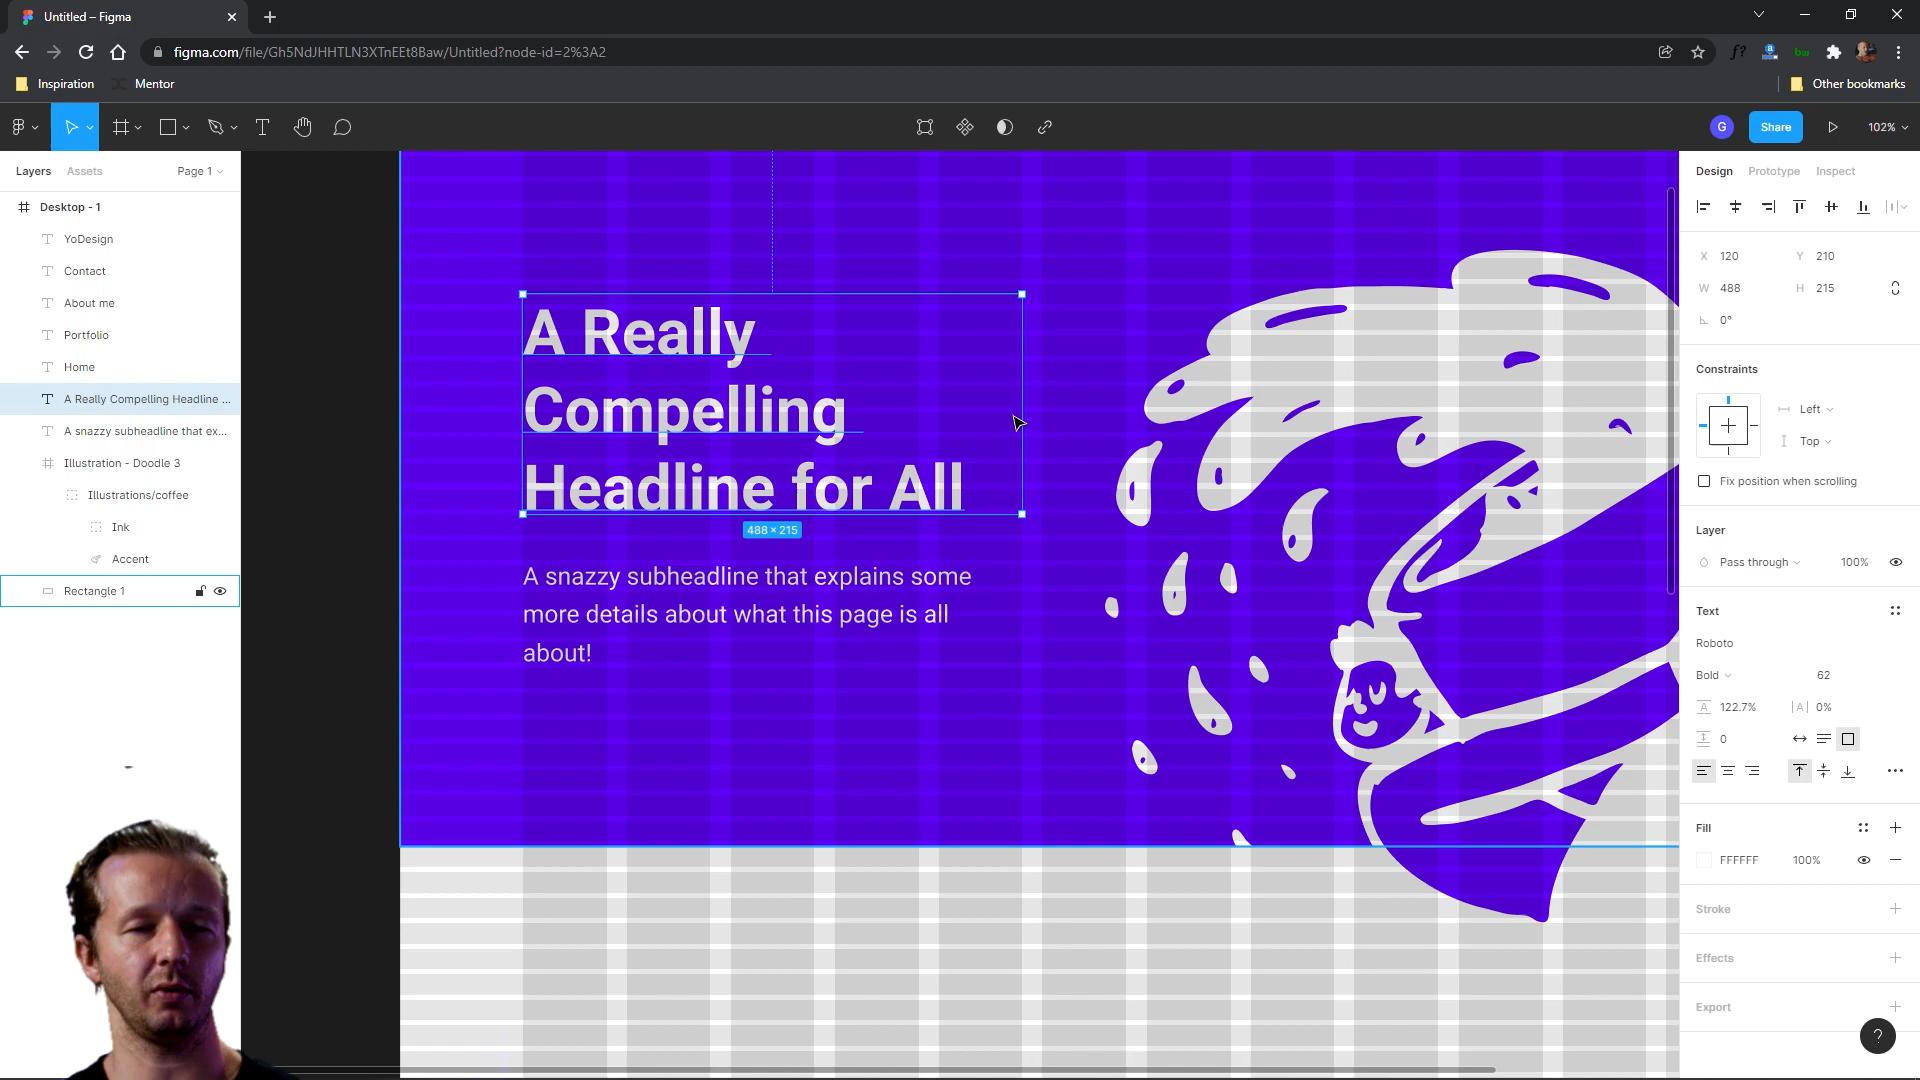 Untitled – Figma
figma.com/file/Gh5NdJHHTLN3XTnEEt8Baw/Untitled?node-id=2%3A2
f?
a
bw
Inspiration
Mentor
Other bookmarks
G
Share
102%
Layers
Assets
Page 1
Desktop - 1
YoDesign
Contact
About me
Portfolio
Home
A Really Compelling Headline ...
A snazzy subheadline that ex...
Illustration - Doodle 3
Illustrations/coffee
Ink
Accent
Rectangle 1
A Really
Compelling
Headline for All
488 × 215
A snazzy subheadline that explains some
more details about what this page is all
about!
Design
Prototype
Inspect
X 120
Y 210
W 488
H 215
0°
Constraints
Left
Top
Fix position when scrolling
Layer
Pass through
100%
Text
Roboto
Bold
62
A 122.7%
|A| 0%
0
Fill
FFFFFF
100%
Stroke
Effects
Export
?